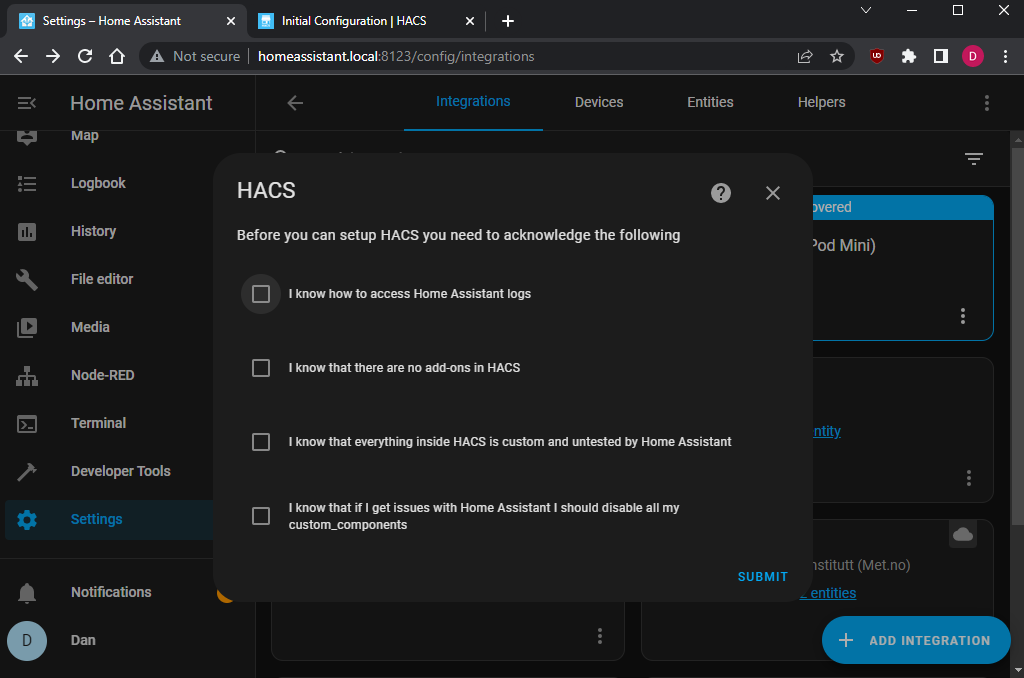 Settings – Home Assistant
Initial Configuration | HACS
Not secure
homeassistant.local:8123/config/integrations
UD
D
Home Assistant
Integrations
Devices
Entities
Helpers
Map
Logbook
History
File editor
Media
Node-RED
Terminal
Developer Tools
Settings
Notifications
D
Dan
HACS
Before you can setup HACS you need to acknowledge the following
I know how to access Home Assistant logs
I know that there are no add-ons in HACS
I know that everything inside HACS is custom and untested by Home Assistant
I know that if I get issues with Home Assistant I should disable all my
custom_components
SUBMIT
overed
Pod Mini)
ntity
nstitutt (Met.no)
entities
ADD INTEGRATION